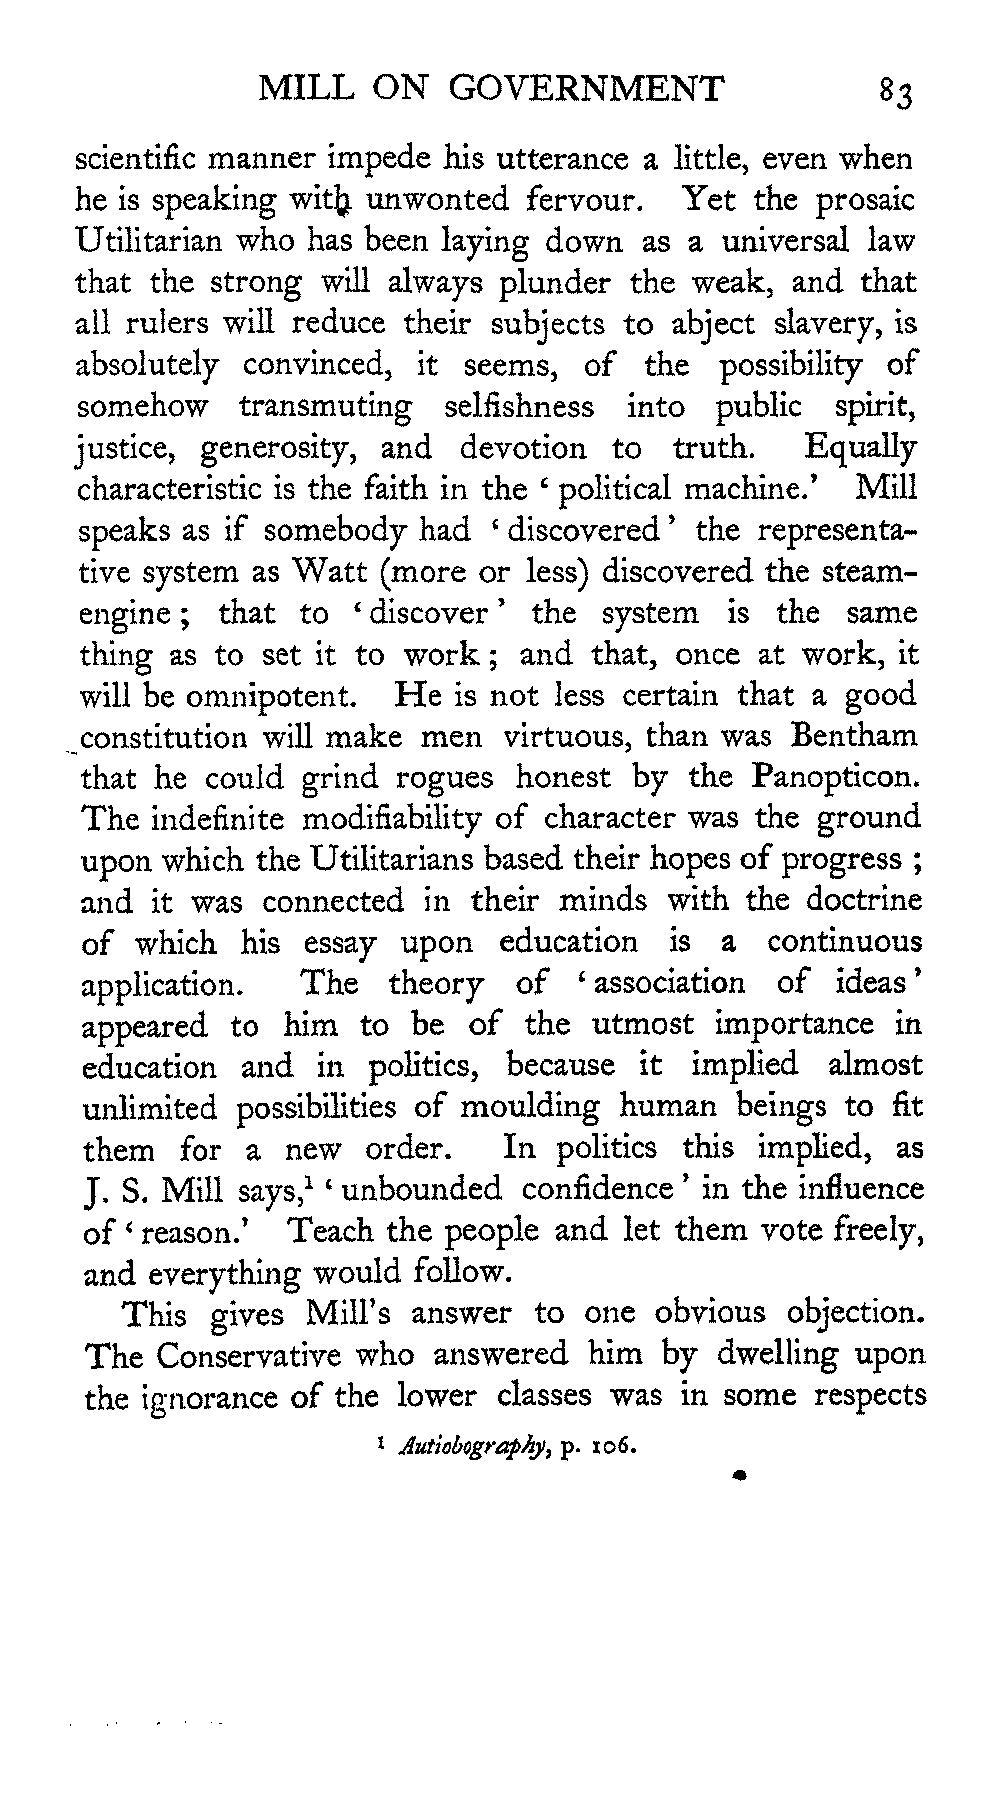 MILL ON GOVERNMENT 83
scientific manner impede his utterance a little, even when
he is speaking with unwonted fervour. Yet the prosaic
Utilitarian who has been laying down as a universal law
that the strong will always plunder the weak, and that
all rulers will reduce their subjects to abject slavery, is
absolutely convinced, it seems, of the possibility of
somehow transmuting selfishness into public spirit,
justice, generosity, and devotion to truth. Equally
characteristic is the faith in the ‘ political machine.’ Mill
speaks as if somebody had ‘ discovered ’ the representa-
tive system as Watt (more or less) discovered the steam-
engine ; that to ‘ discover ’ the system is the same
thing as to set it to work ; and that, once at work, it
will be omnipotent. He is not less certain that a good
constitution will make men virtuous, than was Bentham
that he could grind rogues honest by the Panopticon.
The indefinite modifiability of character was the ground
upon which the Utilitarians based their hopes of progress ;
and it was connected in their minds with the doctrine
of which his essay upon education is a continuous
application. The theory of ‘ association of ideas ’
appeared to him to be of the utmost importance in
education and in politics, because it implied almost
unlimited possibilities of moulding human beings to fit
them for a new order. In politics this implied, as
J. S. Mill says,¹ ‘ unbounded confidence ’ in the influence
of ‘ reason.’ Teach the people and let them vote freely,
and everything would follow.
This gives Mill’s answer to one obvious objection.
The Conservative who answered him by dwelling upon
the ignorance of the lower classes was in some respects
¹ Autiobography, p. 106.